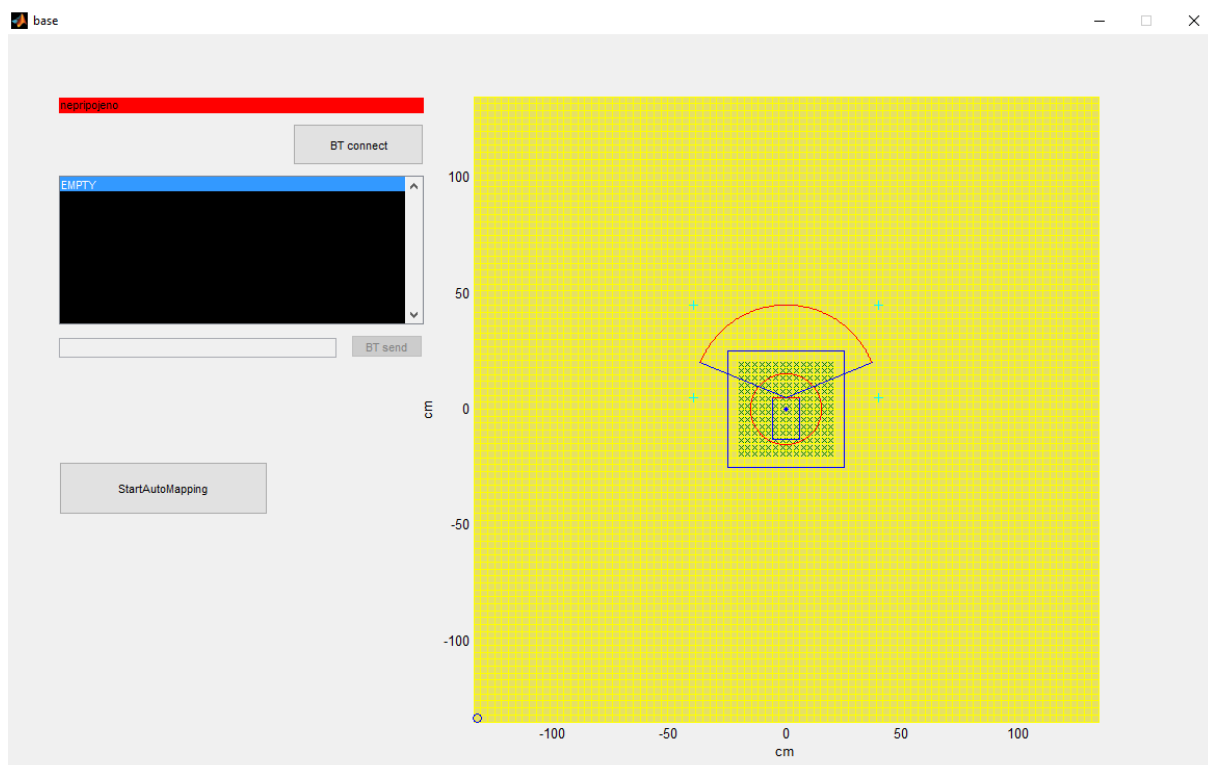 base
nepripojeno
BT connect
EMPTY
BT send
StartAutoMapping
100
50
0
-50
-100
cm
-100
-50
0
50
100
cm